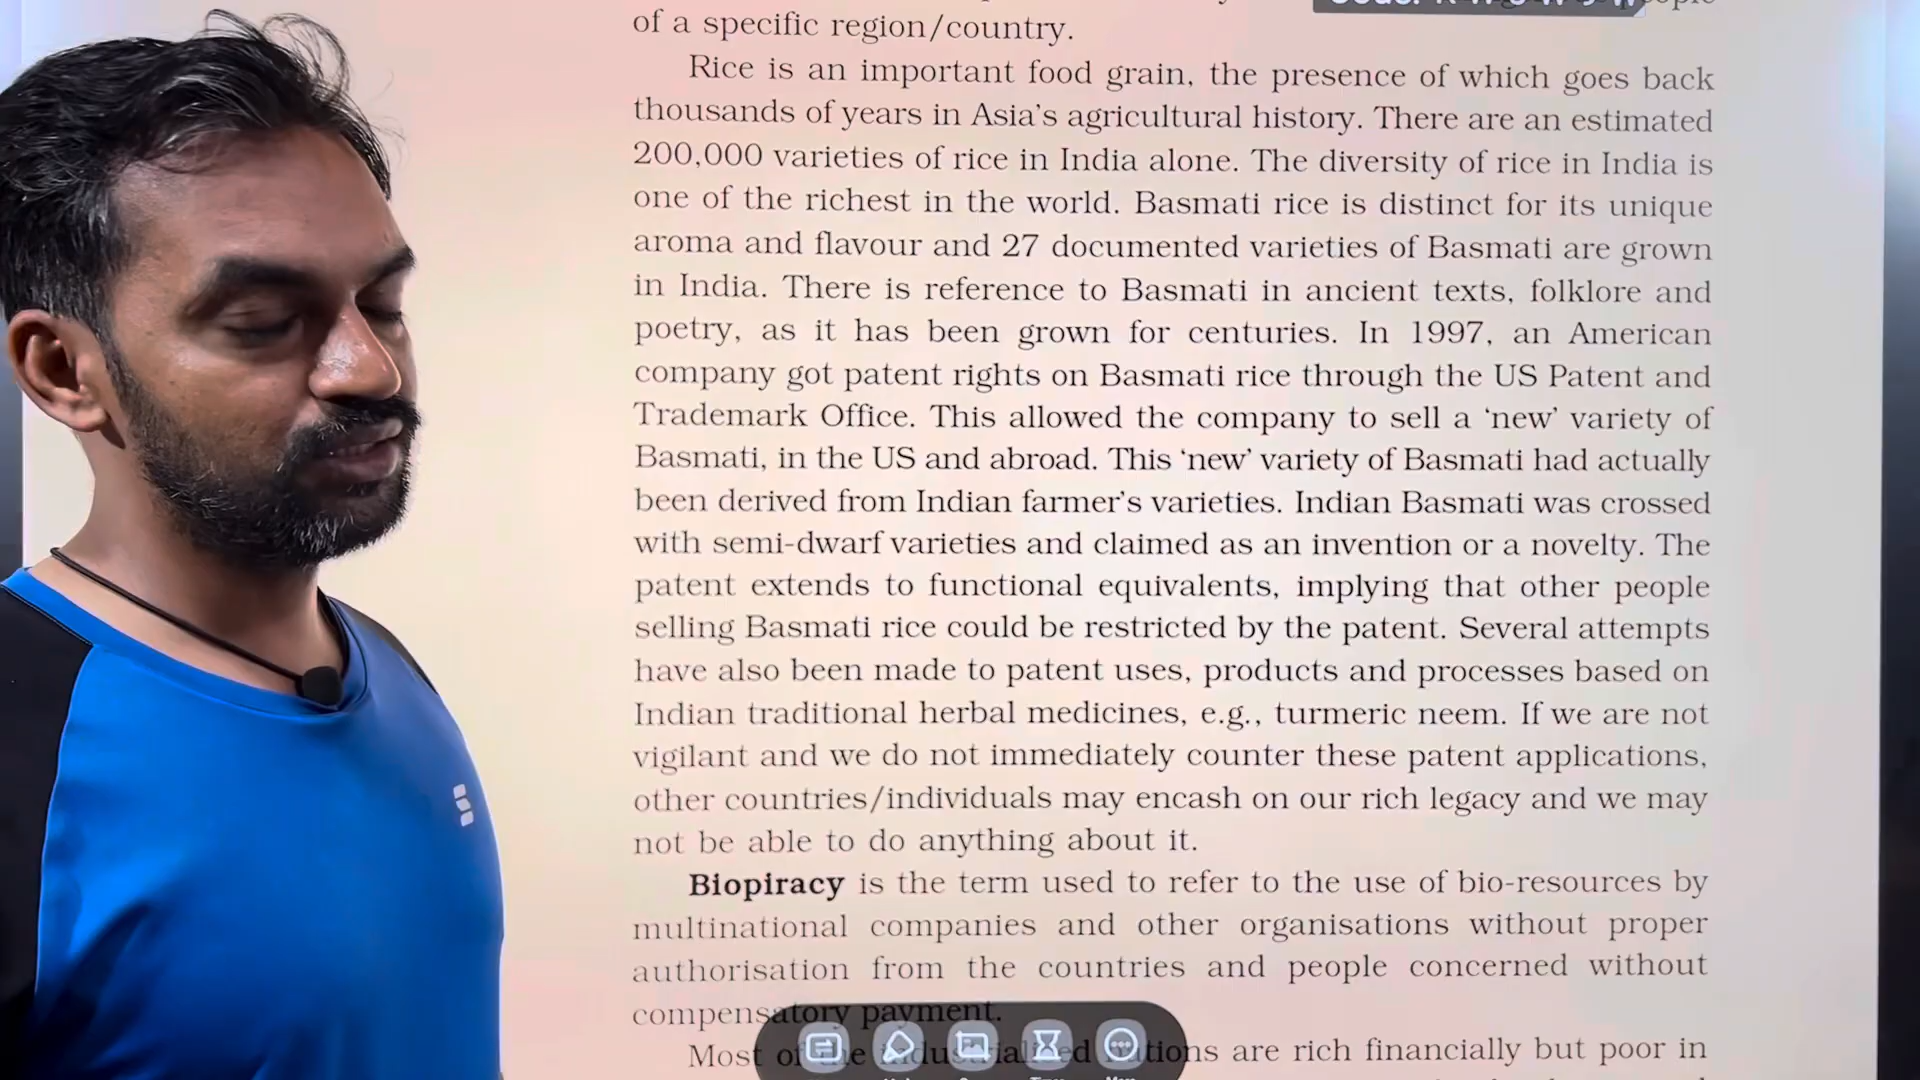 of a specific region/country.
Rice is an important food grain, the presence of which goes back
thousands of years in Asia's agricultural history. There are an estimated
200,000 varieties of rice in India alone. The diversity of rice in India is
one of the richest in the world. Basmati rice is distinct for its unique
aroma and flavour and 27 documented varieties of Basmati are grown
in India. There is reference to Basmati in ancient texts, folklore and
poetry, as it has been grown for centuries. In 1997, an American
company got patent rights on Basmati rice through the US Patent and
Trademark Office. This allowed the company to sell a 'new' variety of
Basmati, in the US and abroad. This 'new' variety of Basmati had actually
been derived from Indian farmer's varieties. Indian Basmati was crossed
with semi-dwarf varieties and claimed as an invention or a novelty. The
patent extends to functional equivalents, implying that other people
selling Basmati rice could be restricted by the patent. Several attempts
have also been made to patent uses, products and processes based on
Indian traditional herbal medicines, e.g., turmeric neem. If we are not
vigilant and we do not immediately counter these patent applications,
other countries/individuals may encash on our rich legacy and we may
not be able to do anything about it.
Biopiracy is the term used to refer to the use of bio-resources by
multinational companies and other organisations without proper
authorisation from the countries and people concerned without
compensatory payment.
Most of the industrialised nations are rich financially but poor in